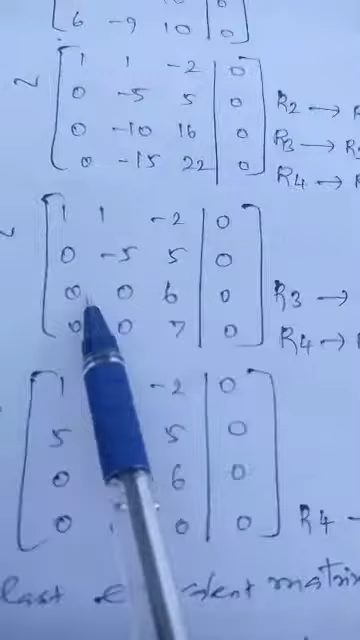 6 -9 10 | 0
~ 1 1 -2 | 0
0 -5 5 | 0 R2 →
0 -10 16 | 0 R3 →
0 -15 22 | 0 R4 →
~ 1 1 -2 | 0
0 -5 5 | 0
0 0 6 | 0 R3 →
0 0 7 | 0 R4 →
1 -2 | 0
5 5 | 0
0 6 | 0
0 0 | 0 R4
last matrix